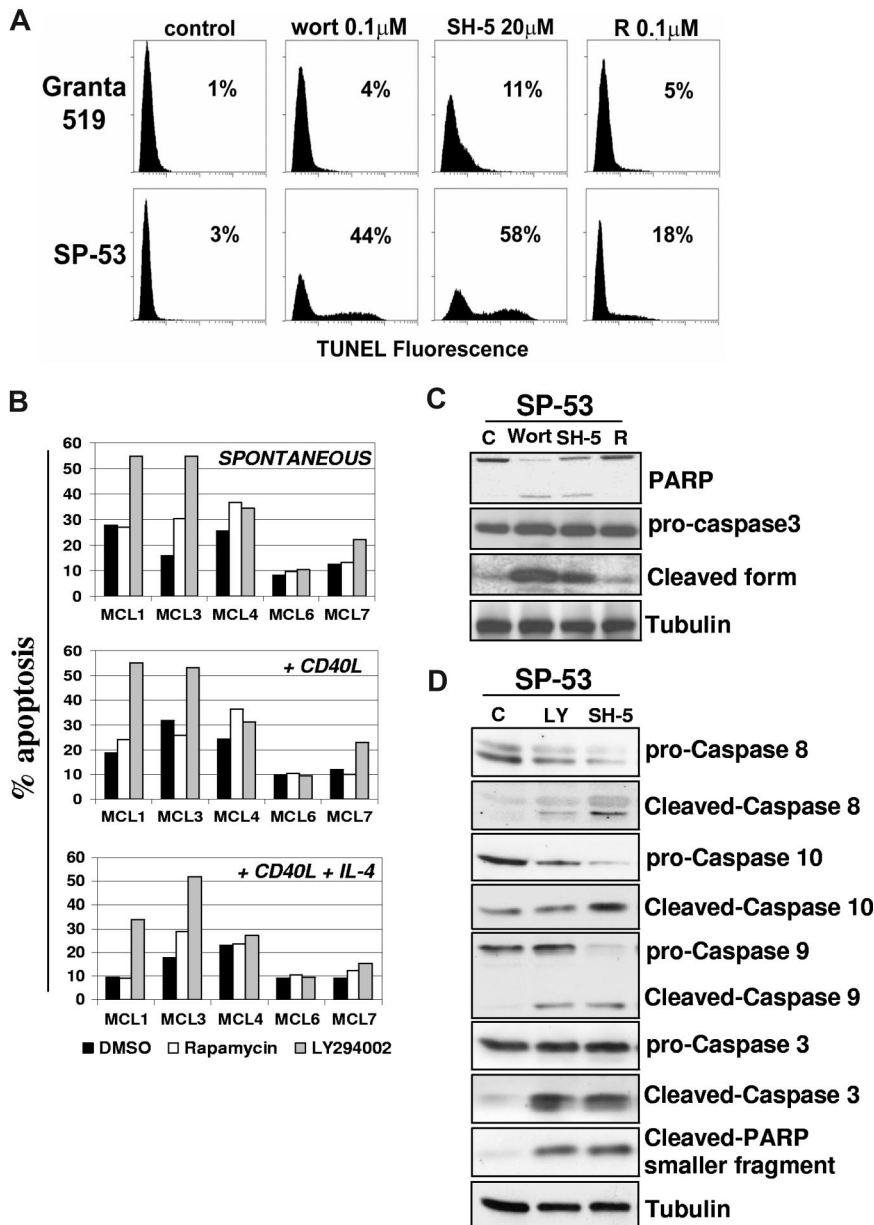 A
control wort 0.1μM SH-5 20μM R 0.1μM
Granta 519
1% 4% 11% 5%
SP-53
3% 44% 58% 18%
TUNEL Fluorescence
B
% apoptosis
SPONTANEOUS
60
50
40
30
20
10
MCL1 MCL3 MCL4 MCL6 MCL7
+ CD40L
60
50
40
30
20
10
0
MCL1 MCL3 MCL4 MCL6 MCL7
+ CD40L + IL-4
60
50
40
30
20
10
0
MCL1 MCL3 MCL4 MCL6 MCL7
DMSO Rapamycin LY294002
C
SP-53
C Wort SH-5 R
PARP
pro-caspase3
Cleaved form
Tubulin
D
SP-53
C LY SH-5
pro-Caspase 8
Cleaved-Caspase 8
pro-Caspase 10
Cleaved-Caspase 10
pro-Caspase 9
Cleaved-Caspase 9
pro-Caspase 3
Cleaved-Caspase 3
Cleaved-PARP
smaller fragment
Tubulin